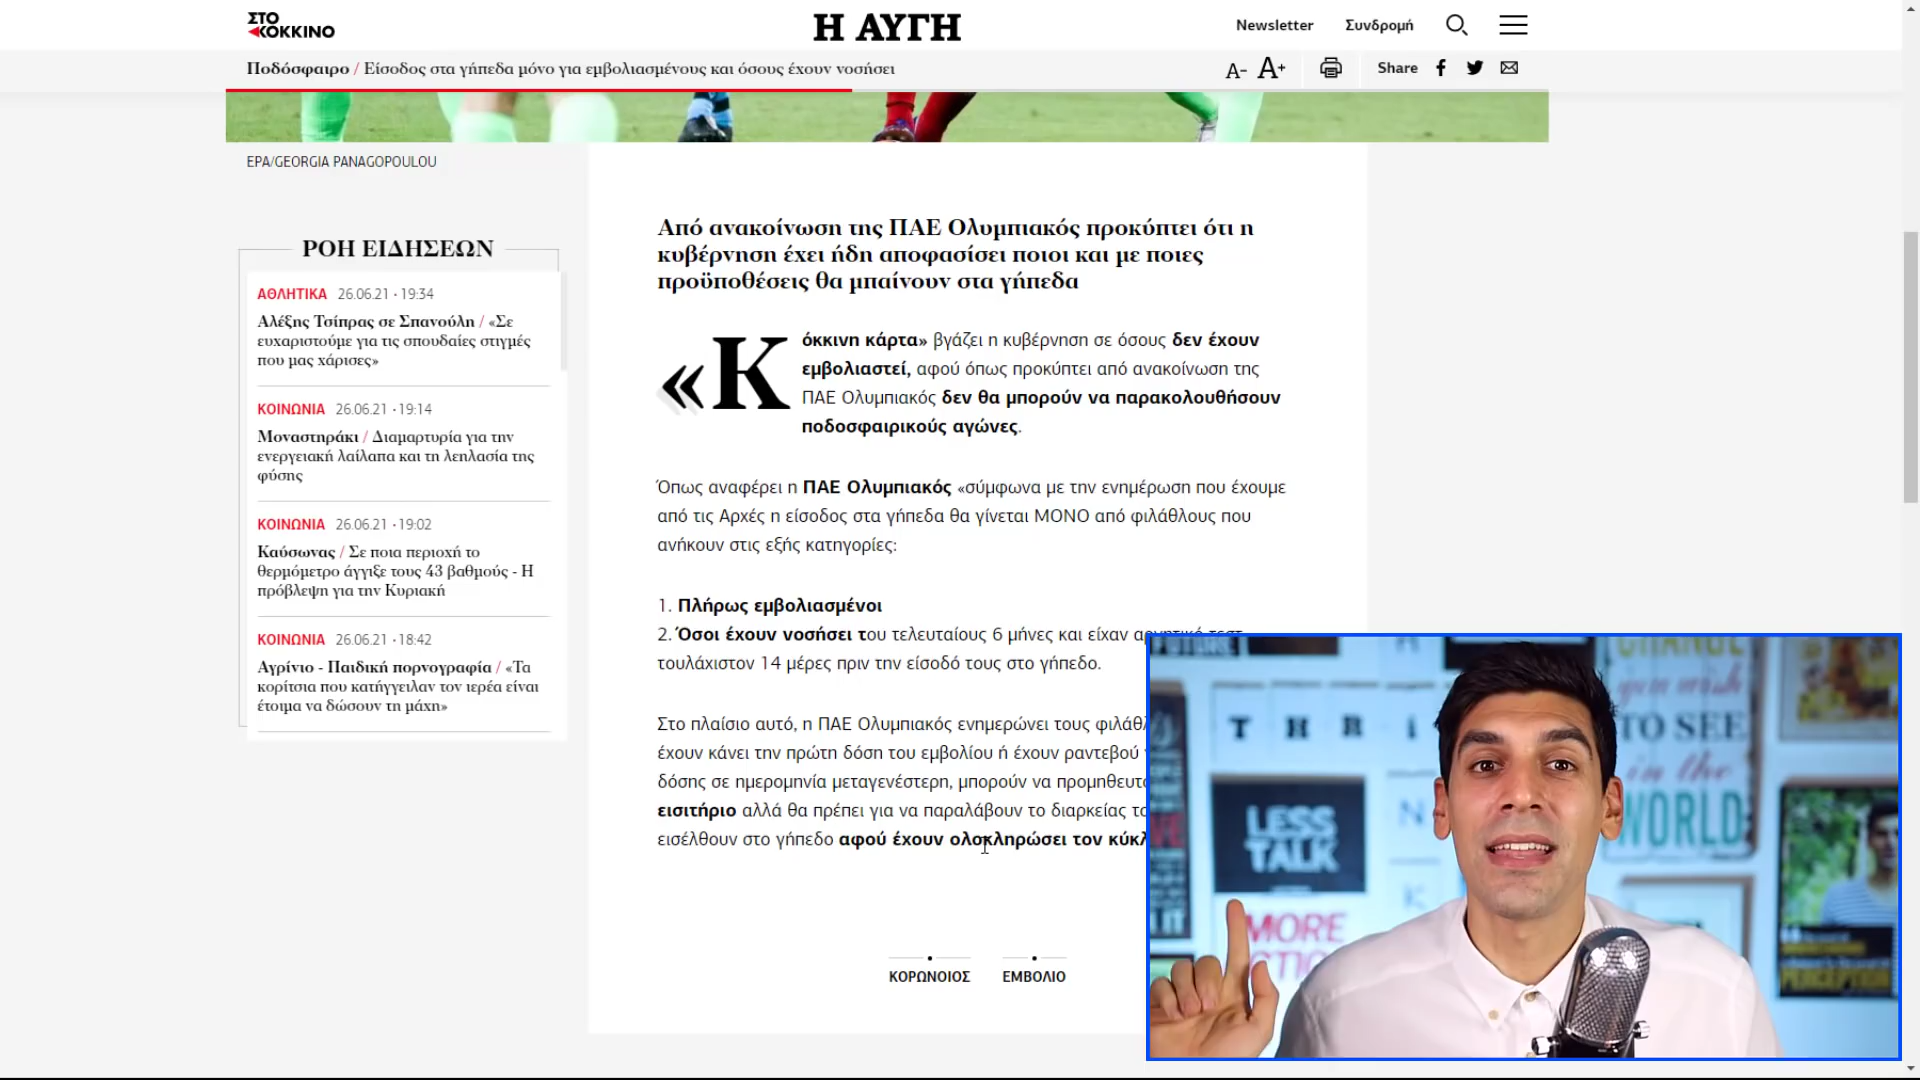 ΣΤΟ
ΚΟΚΚΙΝΟ
Η ΑΥΓΗ
Newsletter
Συνδρομή
Ποδόσφαιρο / Είσοδος στα γήπεδα μόνο για εμβολιασμένους και όσους έχουν νοσήσει
A- A+
Share
EPA/GEORGIA PANAGOPOULOU
ΡΟΗ ΕΙΔΗΣΕΩΝ
ΑΘΛΗΤΙΚΑ 26.06.21 • 19:34
Αλέξης Τσίπρας σε Σπανούλη / «Σε
ευχαριστούμε για τις σπουδαίες στιγμές
που μας χάρισες»
ΚΟΙΝΩΝΙΑ 26.06.21 • 19:14
Μοναστηράκι / Διαμαρτυρία για την
ενεργειακή λαίλαπα και τη λεηλασία της
φύσης
ΚΟΙΝΩΝΙΑ 26.06.21 • 19:02
Καύσωνας / Σε ποια περιοχή το
θερμόμετρο άγγιξε τους 43 βαθμούς - Η
πρόβλεψη για την Κυριακή
ΚΟΙΝΩΝΙΑ 26.06.21 • 18:42
Αγρίνιο - Παιδική πορνογραφία / «Τα
κορίτσια που κατήγγειλαν τον ιερέα είναι
έτοιμα να δώσουν τη μάχη»
Από ανακοίνωση της ΠΑΕ Ολυμπιακός προκύπτει ότι η
κυβέρνηση έχει ήδη αποφασίσει ποιοι και με ποιες
προϋποθέσεις θα μπαίνουν στα γήπεδα
«Κόκκινη κάρτα» βγάζει η κυβέρνηση σε όσους δεν έχουν
εμβολιαστεί, αφού όπως προκύπτει από ανακοίνωση της
ΠΑΕ Ολυμπιακός δεν θα μπορούν να παρακολουθήσουν
ποδοσφαιρικούς αγώνες.
Όπως αναφέρει η ΠΑΕ Ολυμπιακός «σύμφωνα με την ενημέρωση που έχουμε
από τις Αρχές η είσοδος στα γήπεδα θα γίνεται ΜΟΝΟ από φιλάθλους που
ανήκουν στις εξής κατηγορίες:
1. Πλήρως εμβολιασμένοι
2. Όσοι έχουν νοσήσει του τελευταίους 6 μήνες και είχαν αρνητικό τεστ
τουλάχιστον 14 μέρες πριν την είσοδό τους στο γήπεδο.
Στο πλαίσιο αυτό, η ΠΑΕ Ολυμπιακός ενημερώνει τους
έχουν κάνει την πρώτη δόση του εμβολίου ή έχουν ραντεβού
δόσης σε ημερομηνία μεταγενέστερη, μπορούν να
εισιτήριο αλλά θα πρέπει για να παραλάβουν το διαρκείας
εισέλθουν στο γήπεδο αφού έχουν ολοκληρώσει τον
ΚΟΡΩΝΟΙΟΣ
ΕΜΒΟΛΙΟ
CHANGE
you wish
TO SEE
in the
WORLD
T H R I
N
K
LESS
TALK
MORE
PERCEPTION